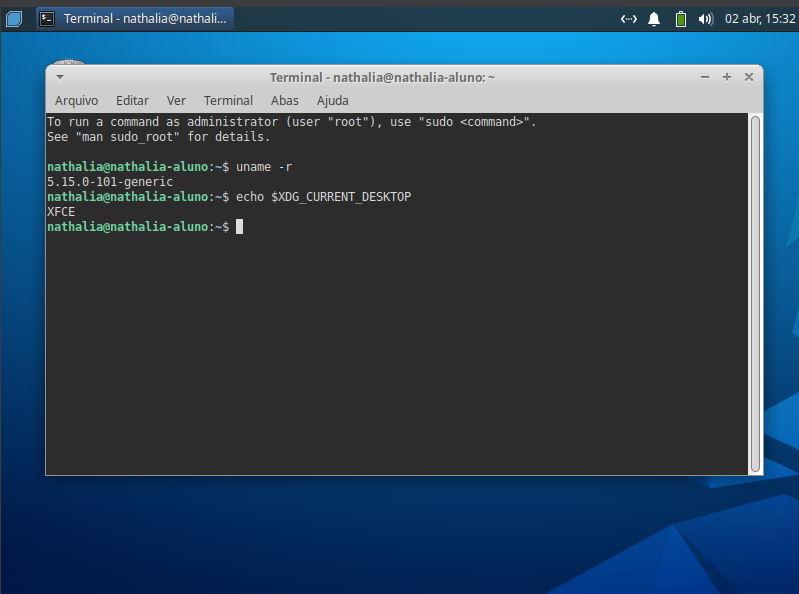 Terminal - nathalia@nathali...
02 abr, 15:32
Terminal - nathalia@nathalia-aluno: ~
Arquivo Editar Ver Terminal Abas Ajuda
To run a command as administrator (user "root"), use "sudo <command>".
See "man sudo_root" for details.
nathalia@nathalia-aluno:~$ uname -r
5.15.0-101-generic
nathalia@nathalia-aluno:~$ echo $XDG_CURRENT_DESKTOP
XFCE
nathalia@nathalia-aluno:~$